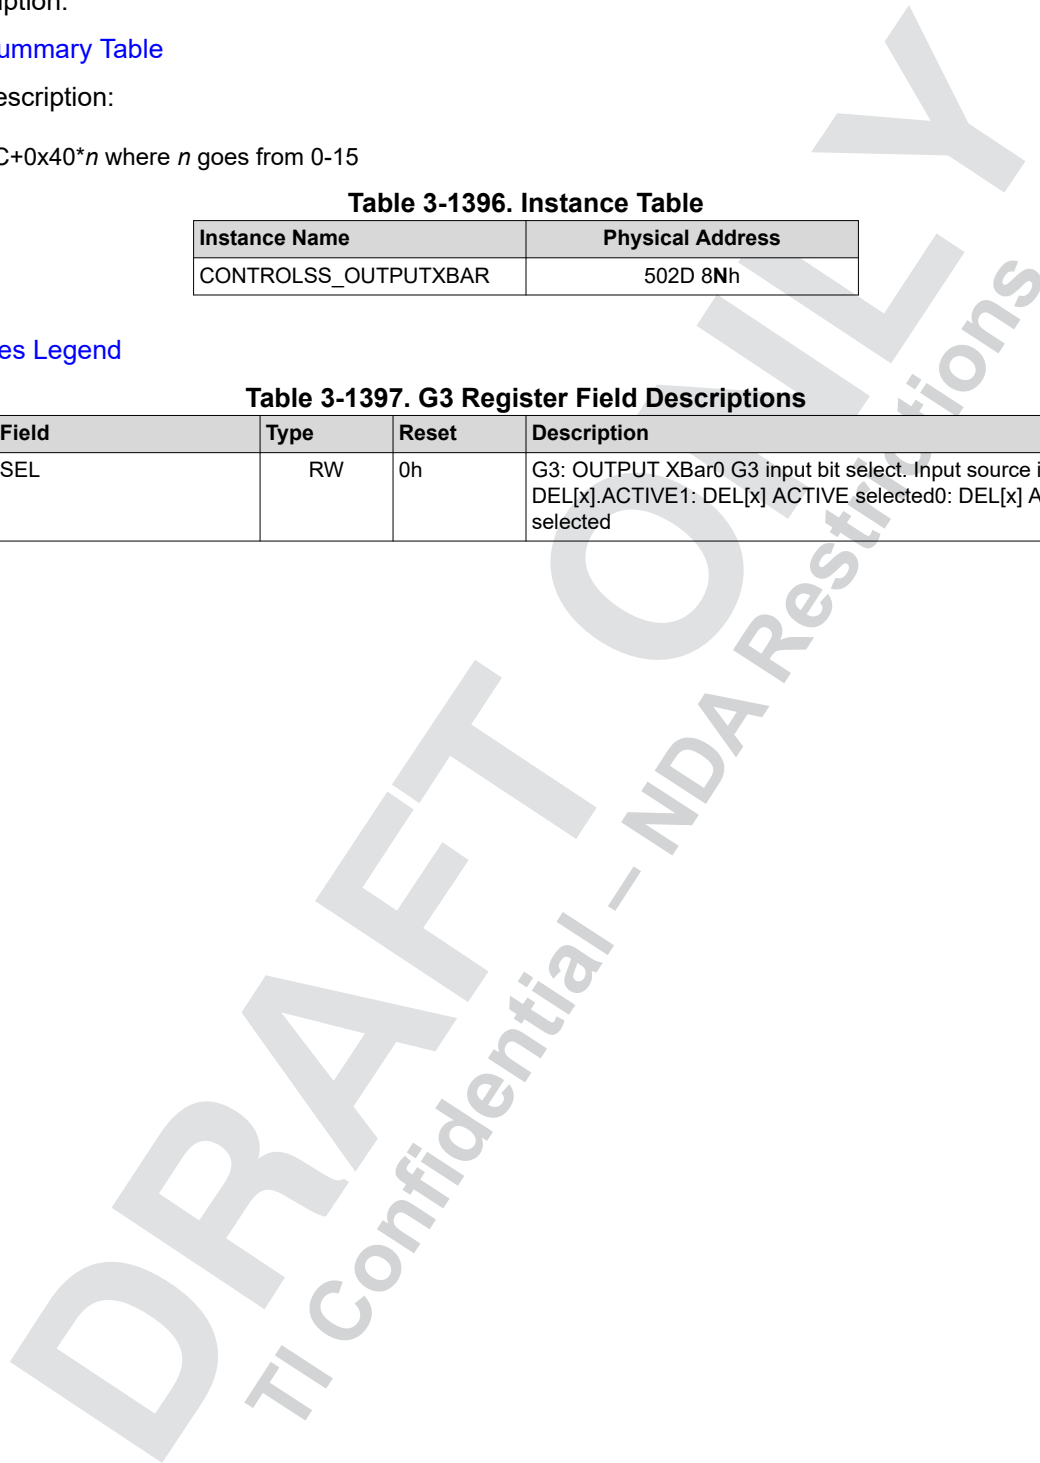 iption:
ummary Table
escription:
C+0x40*n where n goes from 0-15
Table 3-1396. Instance Table
Instance Name Physical Address
CONTROLSS_OUTPUTXBAR 502D 8Nh
es Legend
Table 3-1397. G3 Register Field Descriptions
Field Type Reset Description
SEL RW 0h G3: OUTPUT XBar0 G3 input bit select. Input source i
DEL[x].ACTIVE1: DEL[x] ACTIVE selected0: DEL[x] A
selected
DRAFT ONLY
TI Confidential – NDA Restrictions